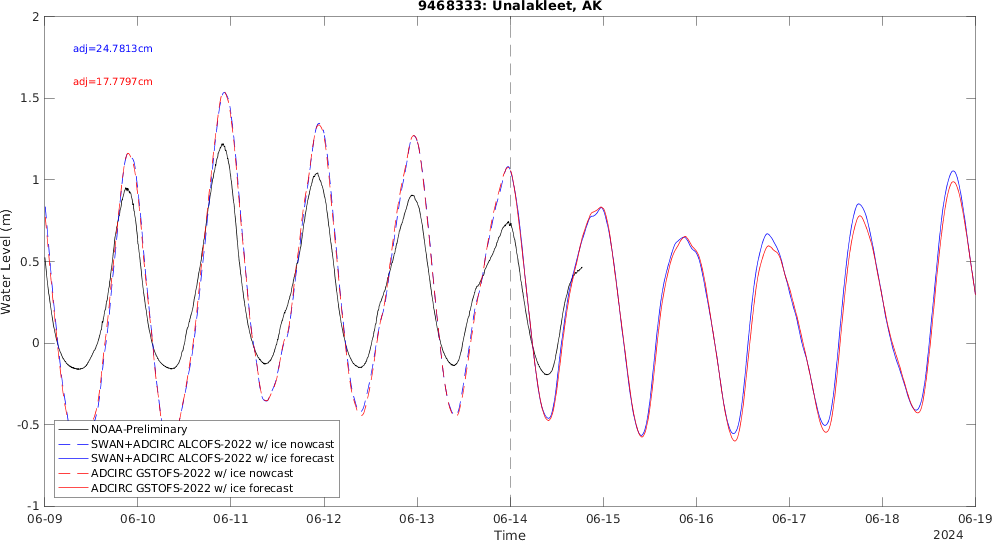 9468333: Unalakleet, AK
adj=24.7813cm
adj=17.7797cm
Water Level (m)
2
1.5
1
0.5
0
-0.5
-1
NOAA-Preliminary
SWAN+ADCIRC ALCOFS-2022 w/ ice nowcast
SWAN+ADCIRC ALCOFS-2022 w/ ice forecast
ADCIRC GSTOFS-2022 w/ ice nowcast
ADCIRC GSTOFS-2022 w/ ice forecast
06-09 06-10 06-11 06-12 06-13 06-14 06-15 06-16 06-17 06-18 06-19
Time
2024